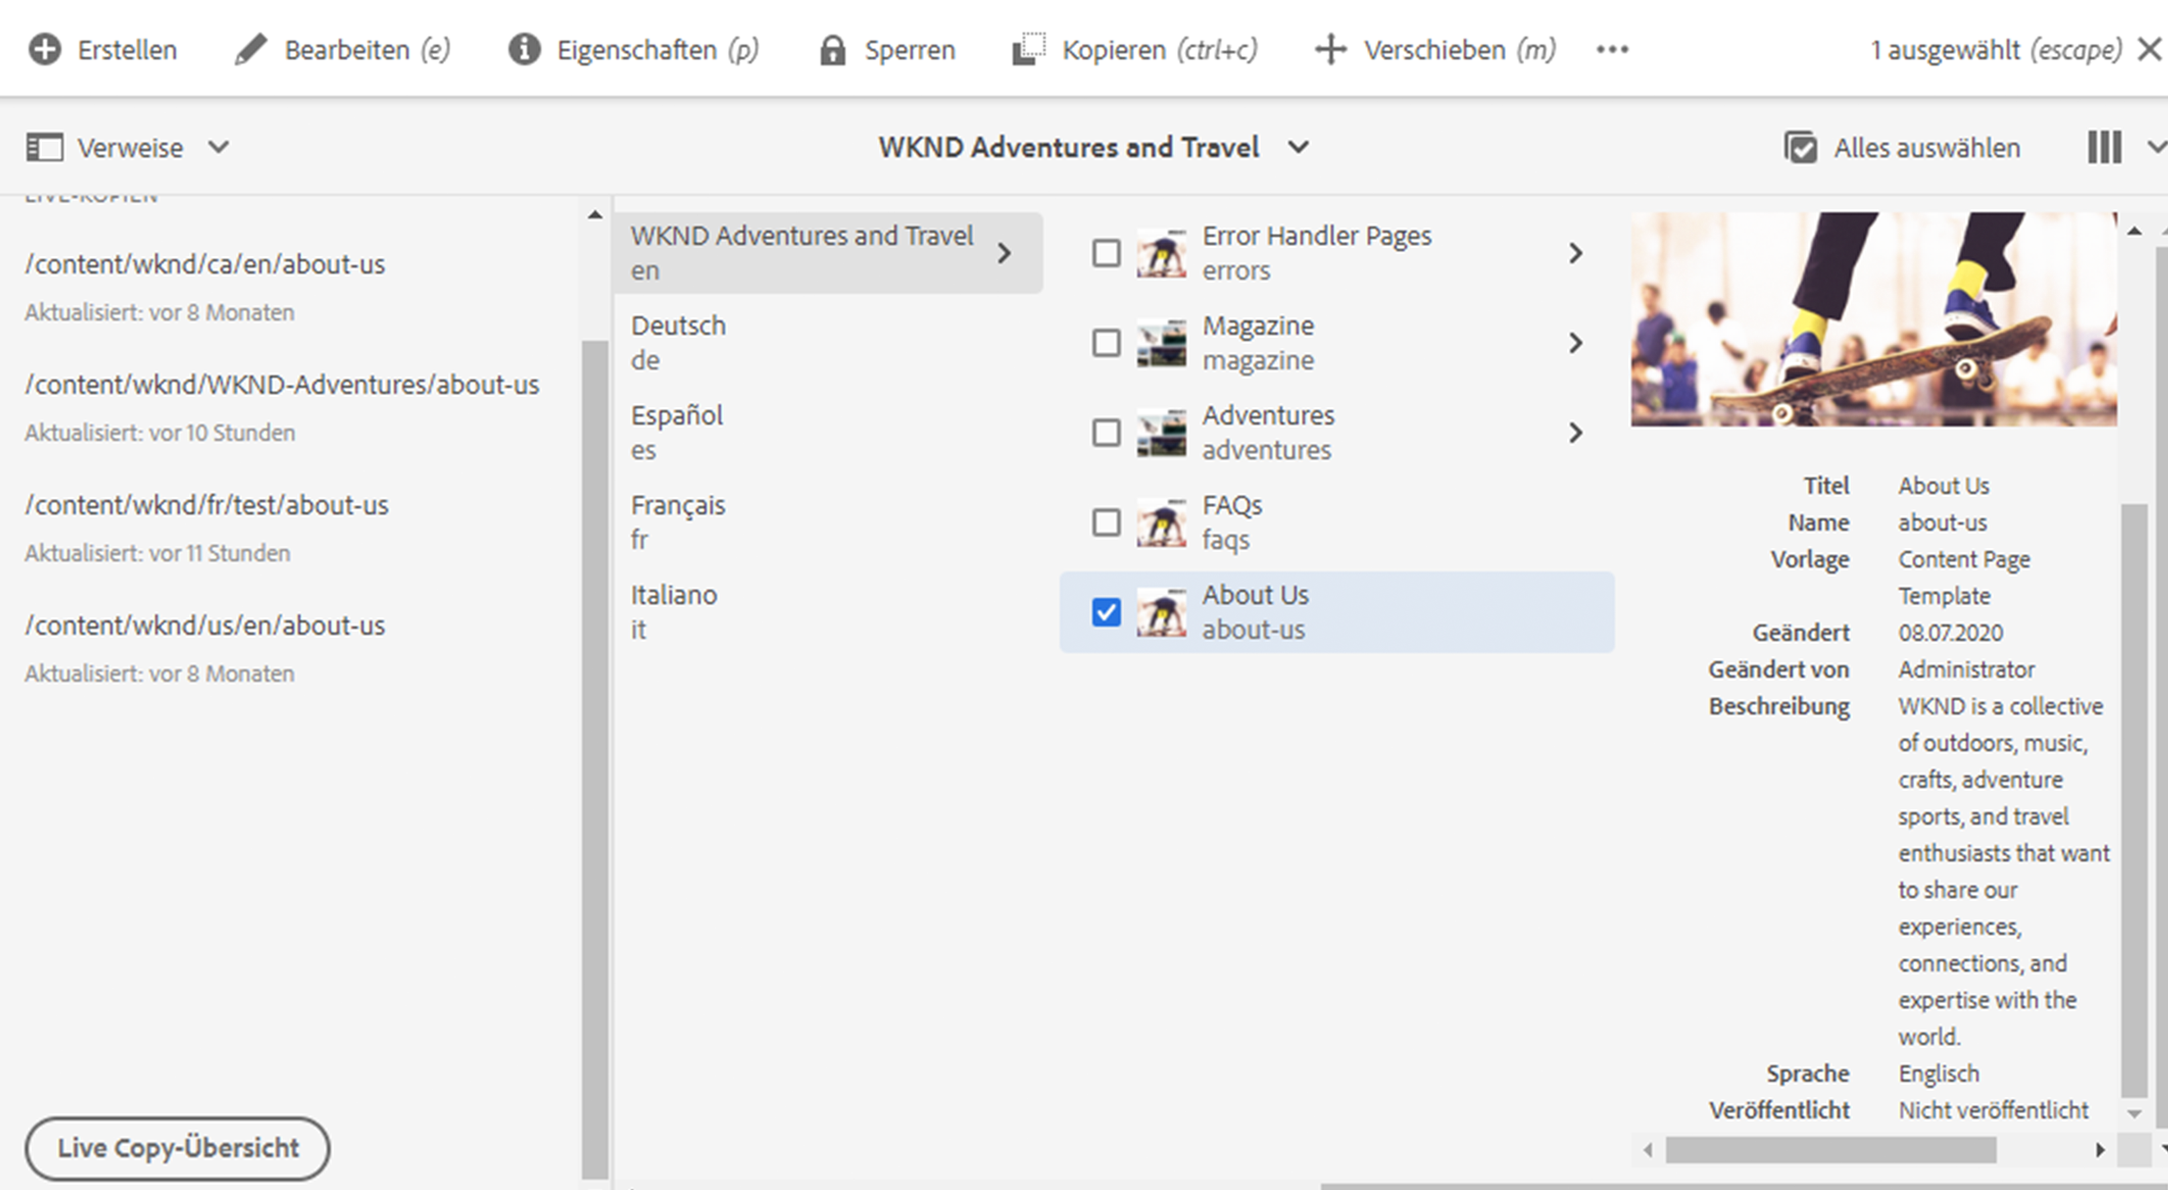 Erstellen
Bearbeiten (e)
Eigenschaften (p)
Sperren
Kopieren (ctrl+c)
Verschieben (m)
1 ausgewählt (escape)
Verweise
WKND Adventures and Travel
Alles auswählen
LIVE-KOPIEN
/content/wknd/ca/en/about-us
Aktualisiert: vor 8 Monaten
/content/wknd/WKND-Adventures/about-us
Aktualisiert: vor 10 Stunden
/content/wknd/fr/test/about-us
Aktualisiert: vor 11 Stunden
/content/wknd/us/en/about-us
Aktualisiert: vor 8 Monaten
Live Copy-Übersicht
WKND Adventures and Travel
en
Deutsch
de
Español
es
Français
fr
Italiano
it
Error Handler Pages
errors
Magazine
magazine
Adventures
adventures
FAQs
faqs
About Us
about-us
Titel About Us
Name about-us
Vorlage Content Page
Template
Geändert 08.07.2020
Geändert von Administrator
Beschreibung WKND is a collective
of outdoors, music,
crafts, adventure
sports, and travel
enthusiasts that want
to share our
experiences,
connections, and
expertise with the
world.
Sprache Englisch
Veröffentlicht Nicht veröffentlicht